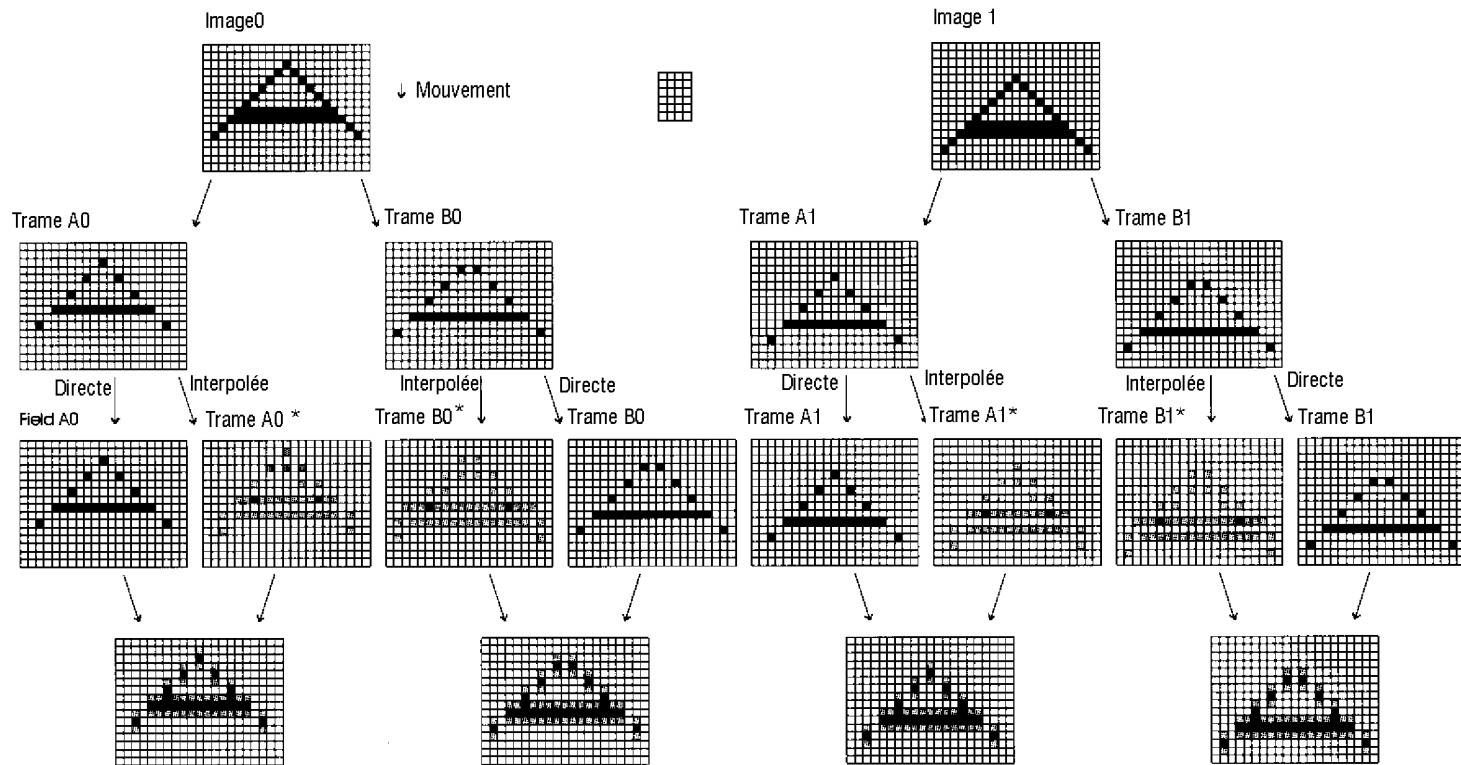 Image0
Image 1
↓ Mouvement
Trame A0
Trame B0
Trame A1
Trame B1
Directe
Interpolée
Interpolée
Directe
Directe
Interpolée
Interpolée
Directe
Field A0
Trame A0*
Trame B0*
Trame B0
Trame A1
Trame A1*
Trame B1*
Trame B1